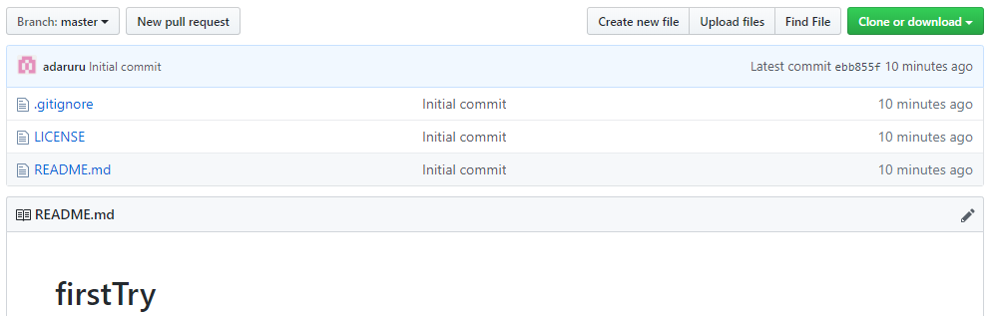 Branch: master New pull request Create new file Upload files Find File Clone or download
adaruru Initial commit Latest commit ebb855f 10 minutes ago
.gitignore Initial commit 10 minutes ago
LICENSE Initial commit 10 minutes ago
README.md Initial commit 10 minutes ago
README.md
firstTry